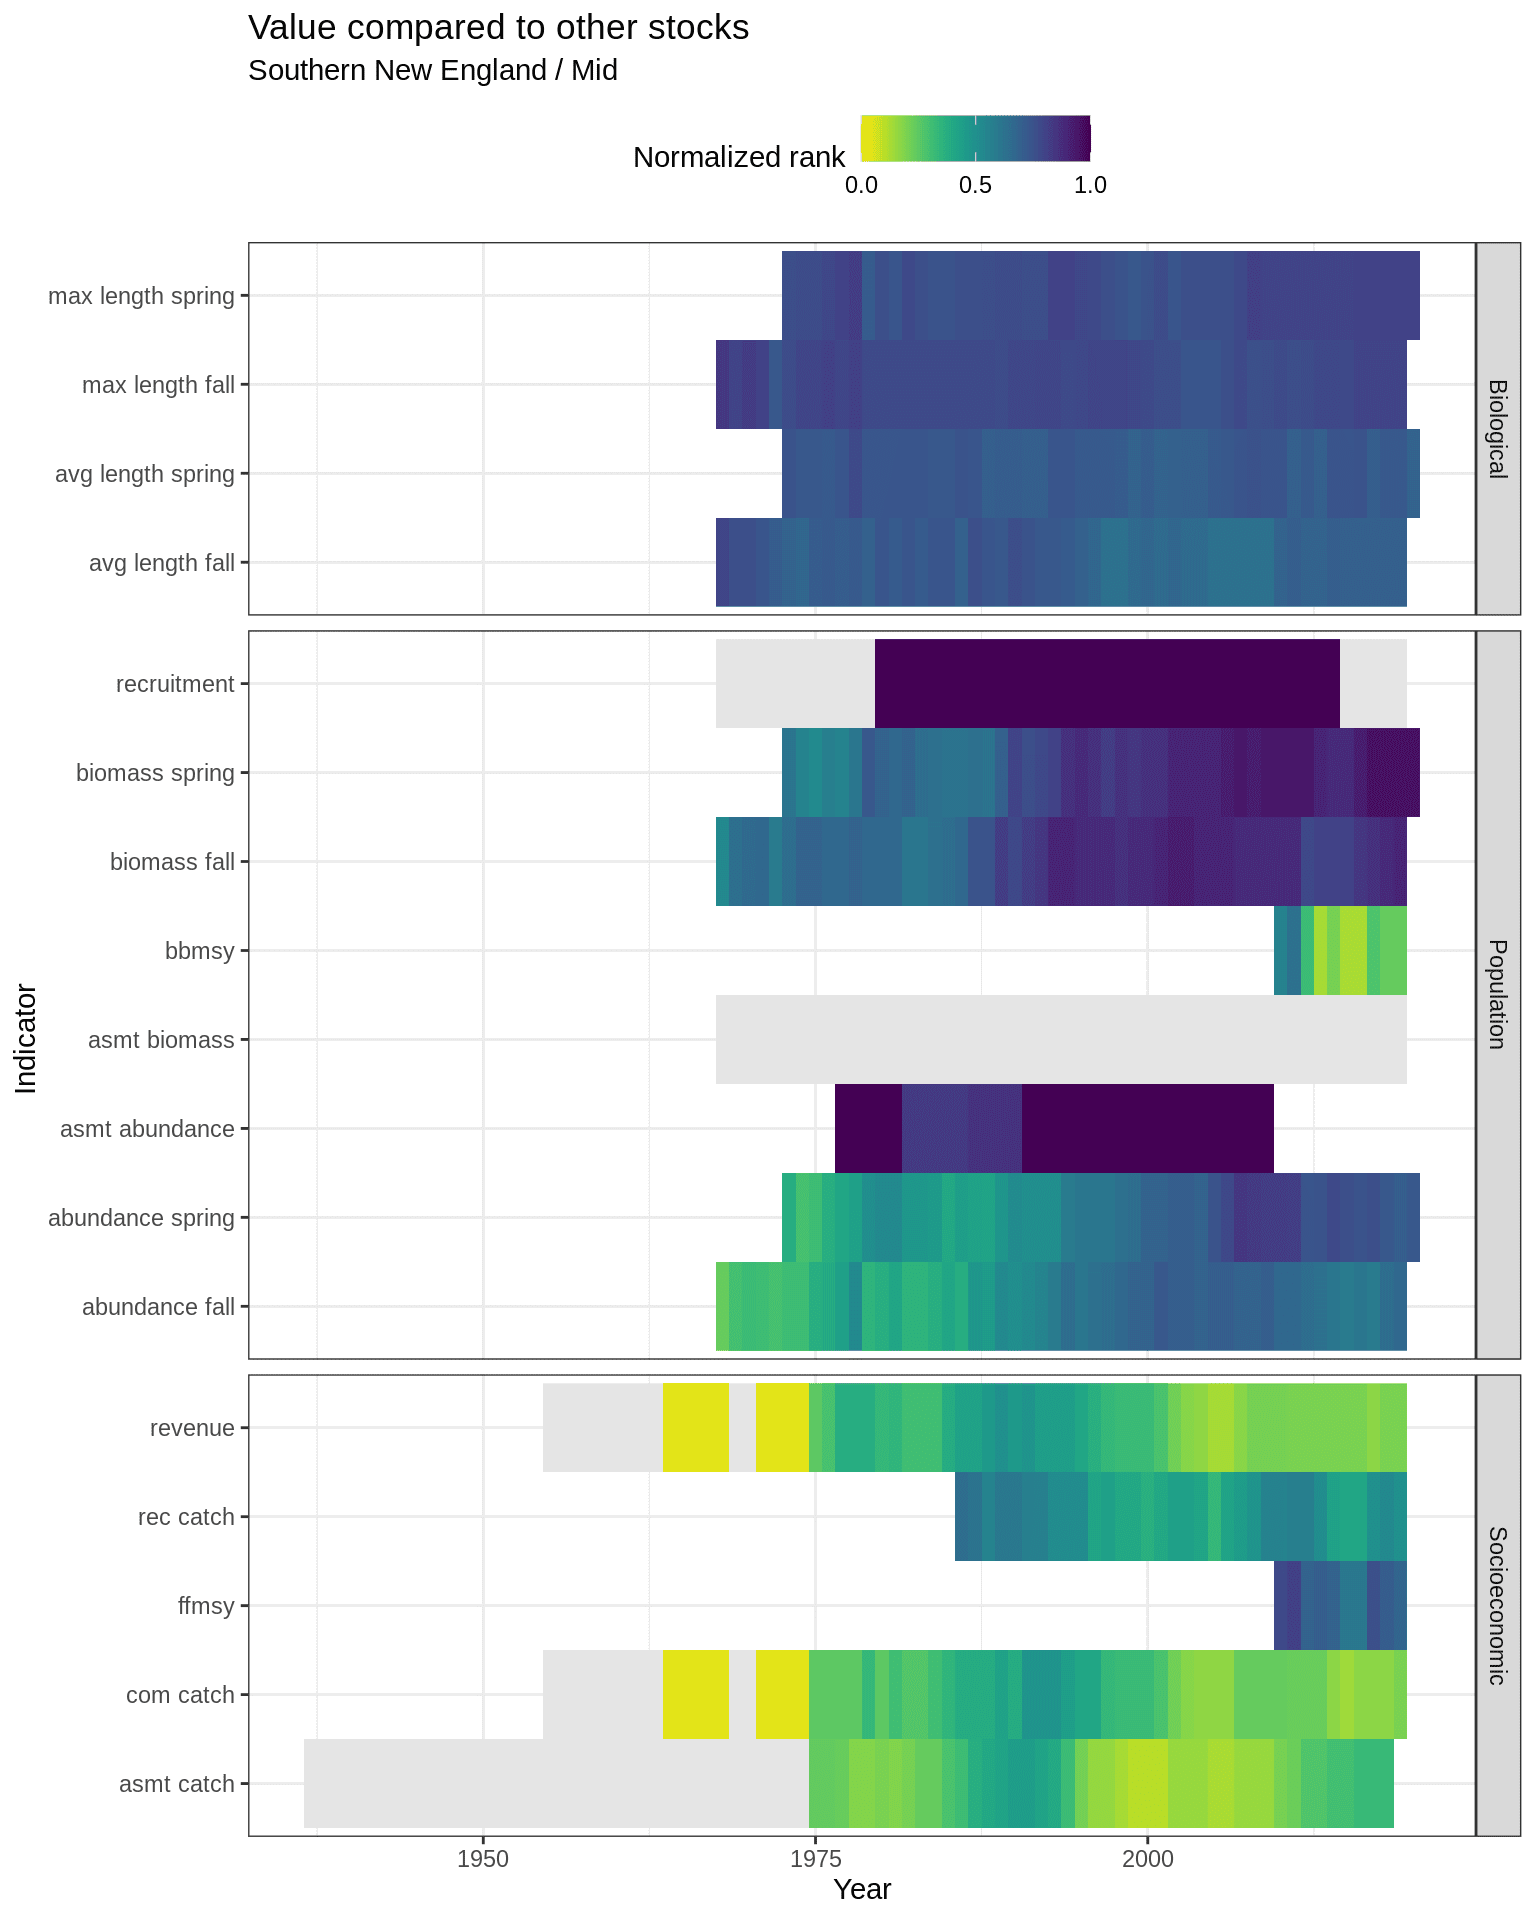 Value compared to other stocks
Southern New England / Mid
Normalized rank
0.0 0.5 1.0
max length spring
max length fall
avg length spring
avg length fall
Biological
recruitment
biomass spring
biomass fall
bbmsy
asmt biomass
asmt abundance
abundance spring
abundance fall
Population
Indicator
revenue
rec catch
ffmsy
com catch
asmt catch
Socioeconomic
1950 1975 2000
Year